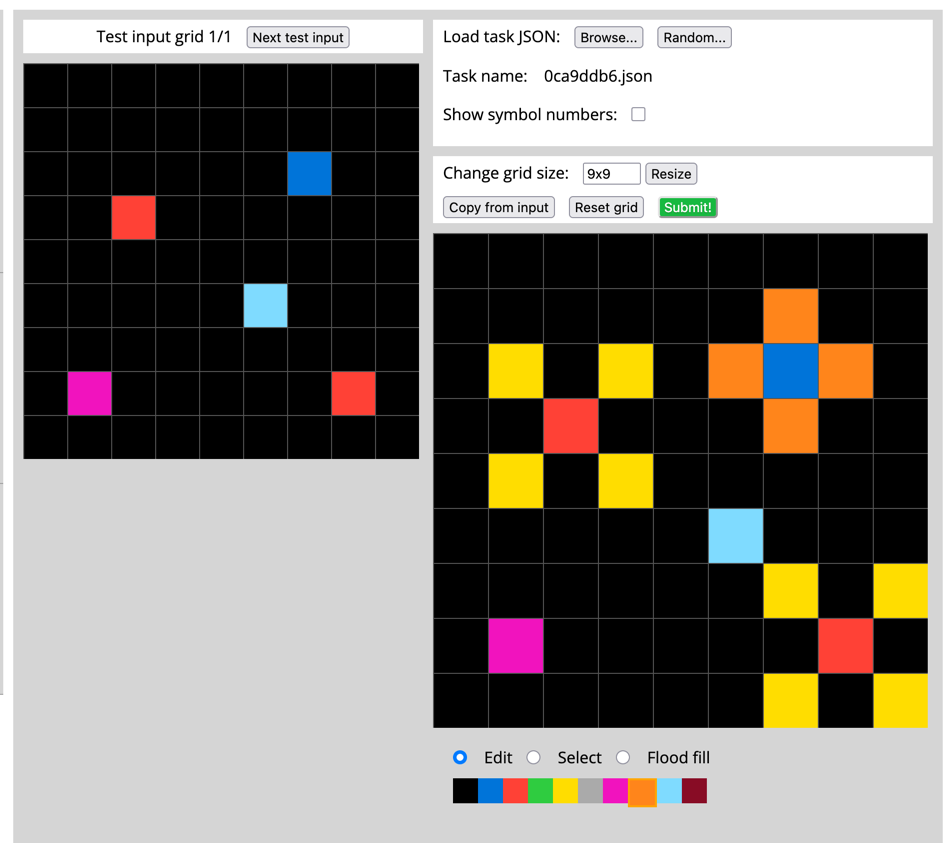 Test input grid 1/1 Next test input
Load task JSON: Browse... Random...
Task name: 0ca9ddb6.json
Show symbol numbers:
Change grid size: 9x9 Resize
Copy from input Reset grid Submit!
Edit Select Flood fill